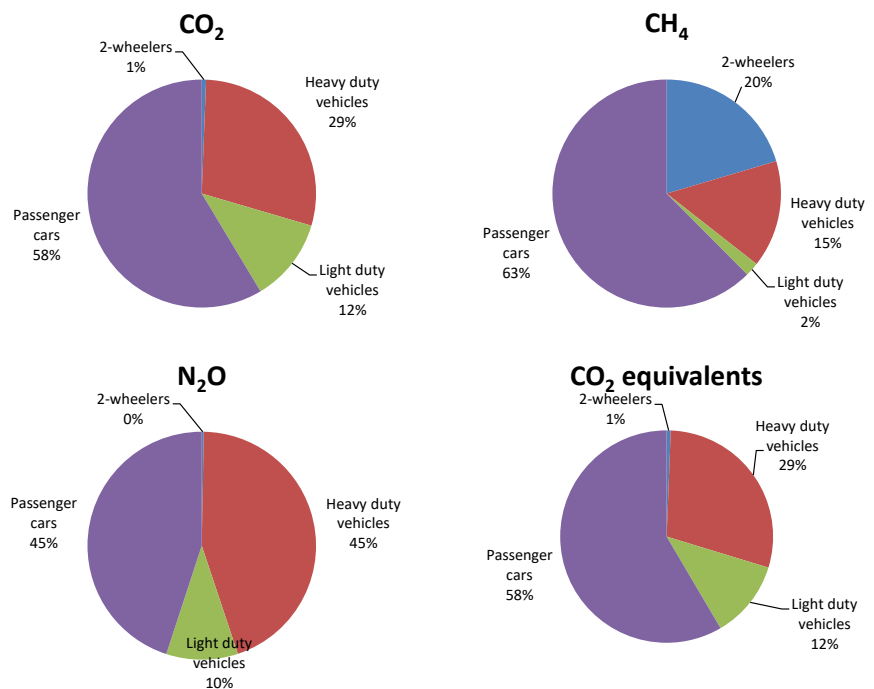 CO₂
2-wheelers
1%
Heavy duty
vehicles
29%
Passenger
cars
58%
Light duty
vehicles
12%
CH₄
2-wheelers
20%
Heavy duty
vehicles
15%
Passenger
cars
63%
Light duty
vehicles
2%
N₂O
2-wheelers
0%
Passenger
cars
45%
Heavy duty
vehicles
45%
Light duty
vehicles
10%
CO₂ equivalents
2-wheelers
1%
Heavy duty
vehicles
29%
Passenger
cars
58%
Light duty
vehicles
12%